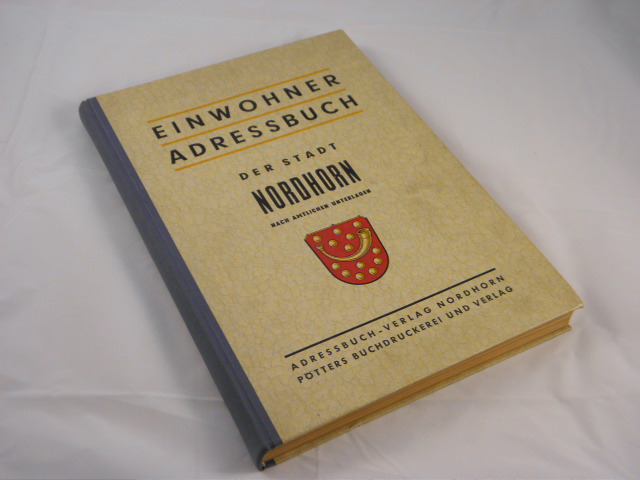 EINWOHNER
ADRESSBUCH
DER STADT
NORDHORN
NACH AMTLICHEN UNTERLAGEN
ADRESSBUCH-VERLAG NORDHORN
PÖTTERS BUCHDRUCKEREI UND VERLAG